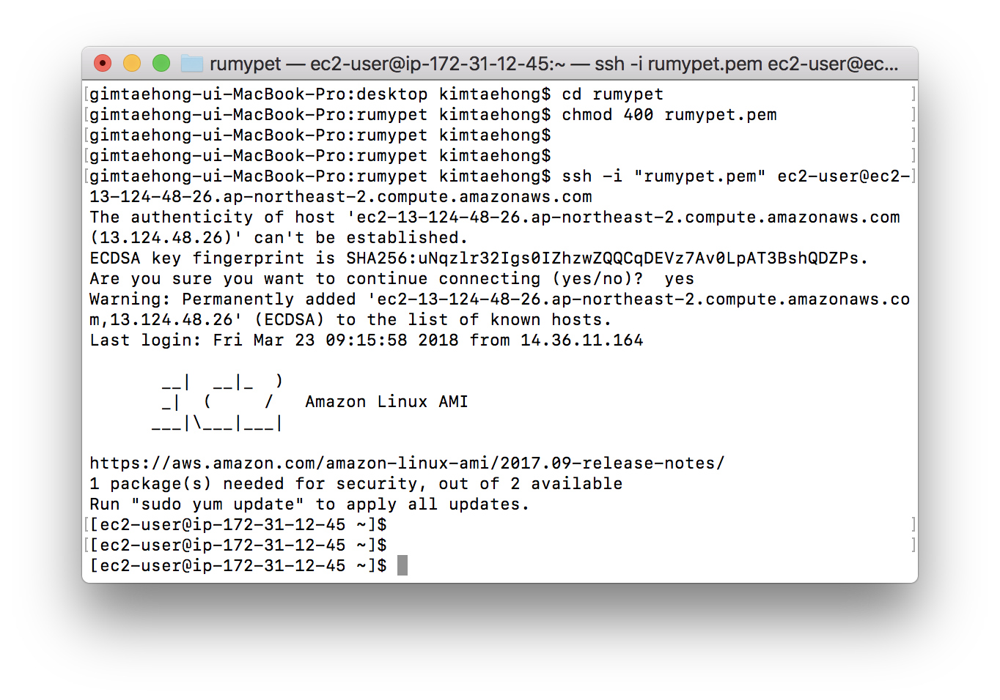 rumypet — ec2-user@ip-172-31-12-45:~ — ssh -i rumypet.pem ec2-user@ec...
[gimtaehong-ui-MacBook-Pro:desktop kimtaehong$ cd rumypet ]
[gimtaehong-ui-MacBook-Pro:rumypet kimtaehong$ chmod 400 rumypet.pem ]
[gimtaehong-ui-MacBook-Pro:rumypet kimtaehong$ ]
[gimtaehong-ui-MacBook-Pro:rumypet kimtaehong$ ]
[gimtaehong-ui-MacBook-Pro:rumypet kimtaehong$ ssh -i "rumypet.pem" ec2-user@ec2-]
13-124-48-26.ap-northeast-2.compute.amazonaws.com
The authenticity of host 'ec2-13-124-48-26.ap-northeast-2.compute.amazonaws.com
(13.124.48.26)' can't be established.
ECDSA key fingerprint is SHA256:uNqzlr32Igs0IZhzwZQQCqDEVz7Av0LpAT3BshQDZPs.
Are you sure you want to continue connecting (yes/no)?  yes
Warning: Permanently added 'ec2-13-124-48-26.ap-northeast-2.compute.amazonaws.co
m,13.124.48.26' (ECDSA) to the list of known hosts.
Last login: Fri Mar 23 09:15:58 2018 from 14.36.11.164
       __|  __|_  )
       _|  (     /   Amazon Linux AMI
      ___|\___|___|
https://aws.amazon.com/amazon-linux-ami/2017.09-release-notes/
1 package(s) needed for security, out of 2 available
Run "sudo yum update" to apply all updates.
[[ec2-user@ip-172-31-12-45 ~]$ ]
[[ec2-user@ip-172-31-12-45 ~]$ ]
[ec2-user@ip-172-31-12-45 ~]$